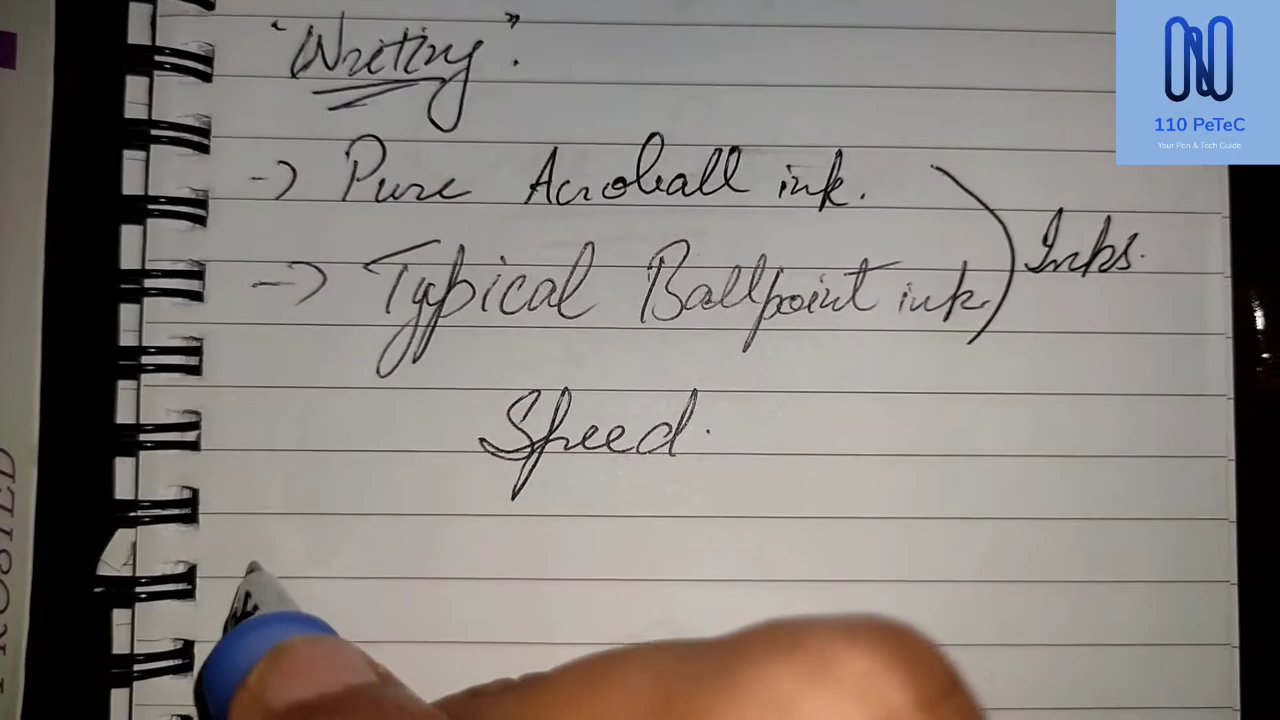 "Writing".
110 PeTeC
Your Pen & Tech Guide
-> Pure Acroball ink.
-> Typical Ballpoint ink
Inks.
Speed.